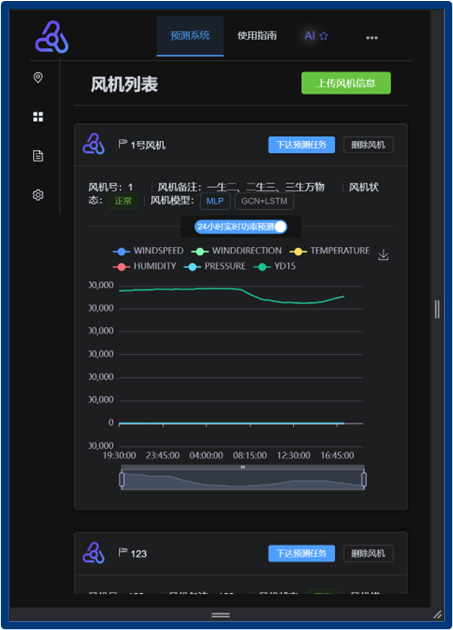 预测系统 使用指南 AI ☆ •••
风机列表 上传风机信息
1号风机 下达预测任务 删除风机
风机号: 1 风机备注: 一生二、二生三、三生万物 风机状
态: 正常 风机模型: MLP GCN+LSTM
24小时实时功率预测
WINDSPEED WINDDIRECTION TEMPERATURE
HUMIDITY PRESSURE YD15
00,000
00,000
00,000
00,000
00,000
00,000
0
00,000
19:30:00 23:45:00 04:00:00 08:15:00 12:30:00 16:45:00
123 下达预测任务 删除风机